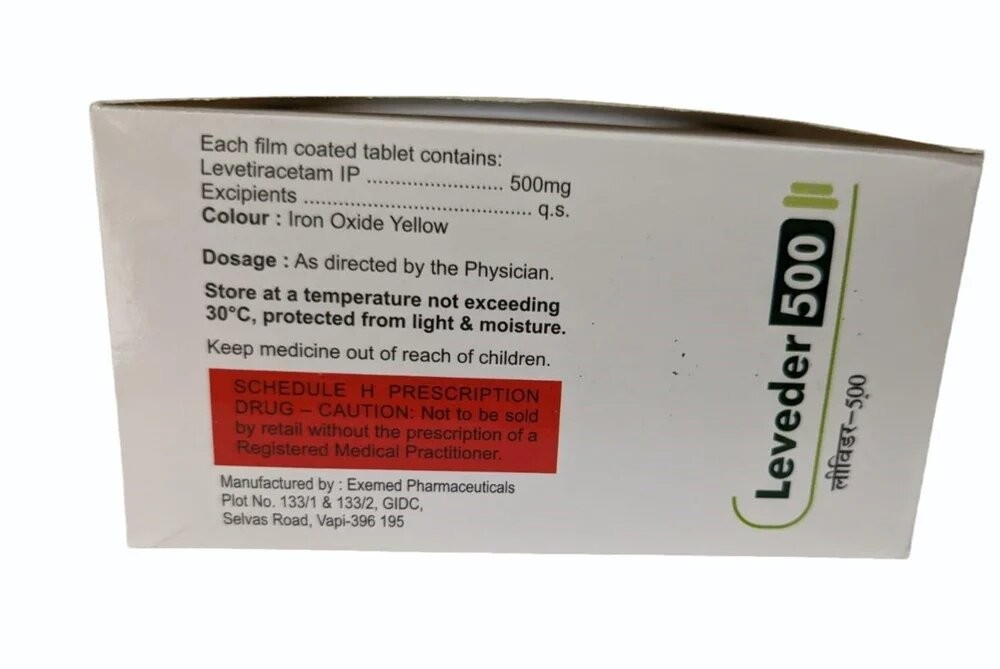 Each film coated tablet contains:
Levetiracetam IP ........................ 500mg
Excipients ........................................ q.s.
Colour : Iron Oxide Yellow
Dosage : As directed by the Physician.
Store at a temperature not exceeding
30°C, protected from light & moisture.
Keep medicine out of reach of children.
SCHEDULE H PRESCRIPTION
DRUG – CAUTION: Not to be sold
by retail without the prescription of a
Registered Medical Practitioner.
Manufactured by : Exemed Pharmaceuticals
Plot No. 133/1 & 133/2, GIDC,
Selvas Road, Vapi-396 195
Leveder 500
लीविडर-500